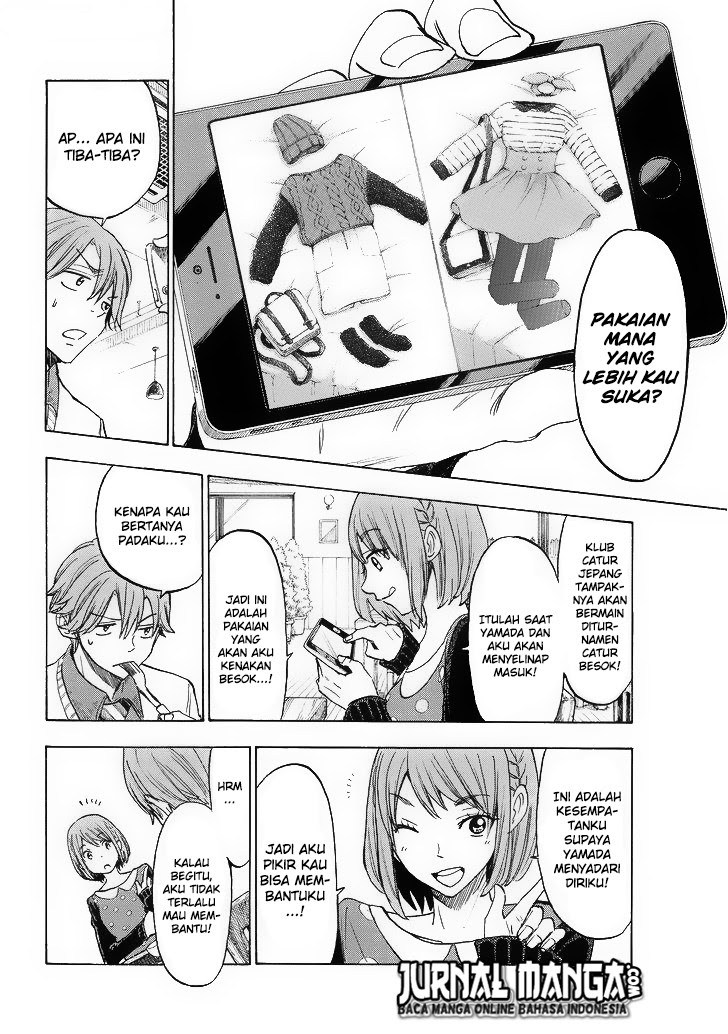 PAKAIAN
MANA
YANG
LEBIH KAU
SUKA?
AP... APA INI
TIBA-TIBA?
KLUB
CATUR
JEPANG
TAMPAK-
NYA AKAN
BERMAIN
DITUR-
NAMEN
CATUR
BESOK!
ITULAH SAAT
YAMADA DAN
AKU AKAN
MENYELINAP
MASUK!
JADI INI
ADALAH
PAKAIAN
YANG
AKAN AKU
KENAKAN
BESOK...!
KENAPA KAU
BERTANYA
PADAKU...?
INI ADALAH
KESEMPA-
TANKU
SUPAYA
YAMADA
MENYADARI
DIRIKU!
JADI AKU
PIKIR KAU
BISA MEM-
BANTUKU
...!
HRM
...
KALAU
BEGITU,
AKU TIDAK
TERLALU
MAU MEM-
BANTU!
JURNAL MANGA.COM
BACA MANGA ONLINE BAHASA INDONESIA